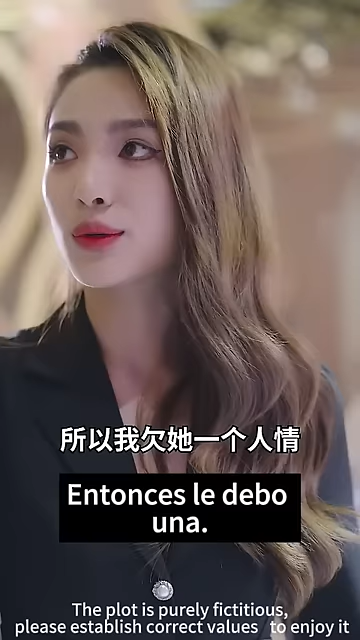 所以我欠她一个人情
Entonces le debo
una.
The plot is purely fictitious,
please establish correct values to enjoy it